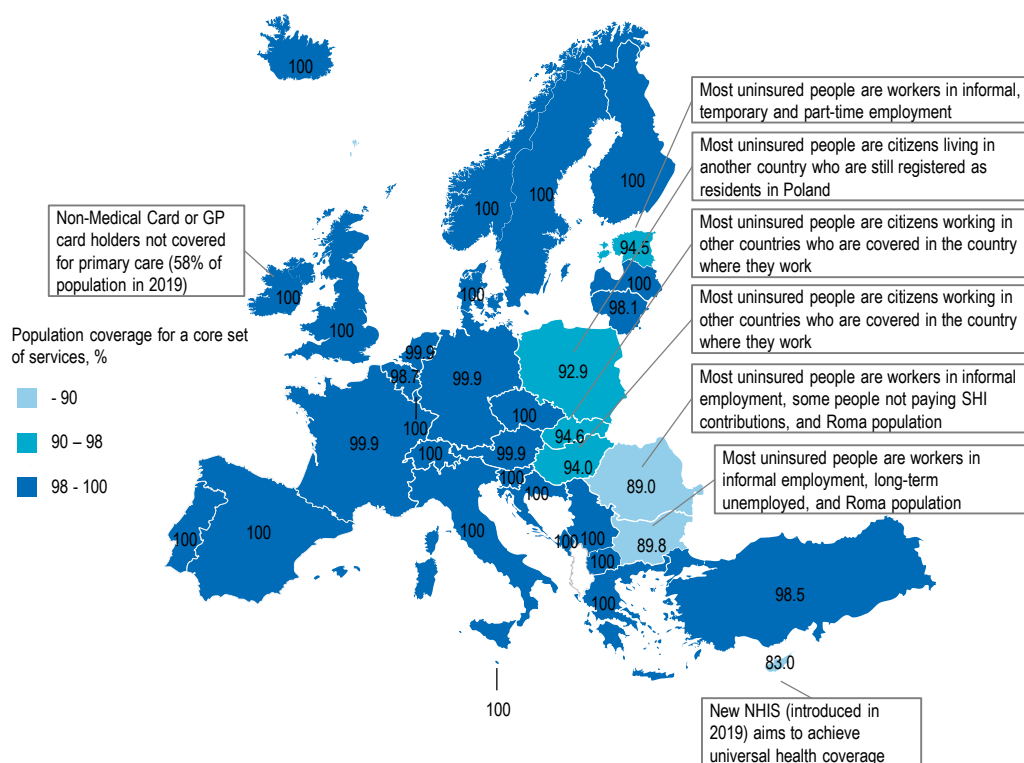 100
Most uninsured people are workers in informal,
temporary and part-time employment
Most uninsured people are citizens living in
another country who are still registered as
residents in Poland
100
100
100
Non-Medical Card or GP
card holders not covered
for primary care (58% of
population in 2019)
Most uninsured people are citizens working in
other countries who are covered in the country
where they work
94.5
100
98.1
100
100
100
Most uninsured people are citizens working in
other countries who are covered in the country
where they work
Population coverage for a core set
of services, %
- 90
90 – 98
98 - 100
99.9
98.7
99.9
92.9
100
100
99.9
94.6
100
99.9
94.0
100
100
Most uninsured people are workers in informal
employment, some people not paying SHI
contributions, and Roma population
89.0
Most uninsured people are workers in
informal employment, long-term
unemployed, and Roma population
100
100
100
100
100
89.8
100
100
98.5
83.0
100
New NHIS (introduced in
2019) aims to achieve
universal health coverage